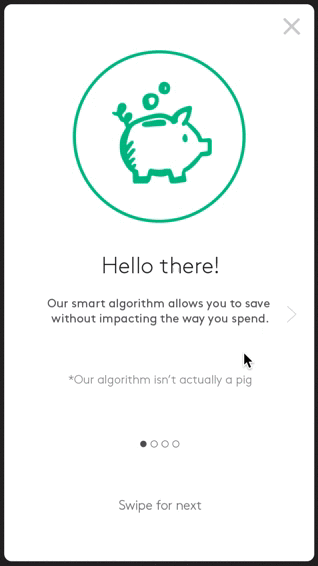 Hello there!
Our smart algorithm allows you to save
without impacting the way you spend.
*Our algorithm isn't actually a pig
Swipe for next